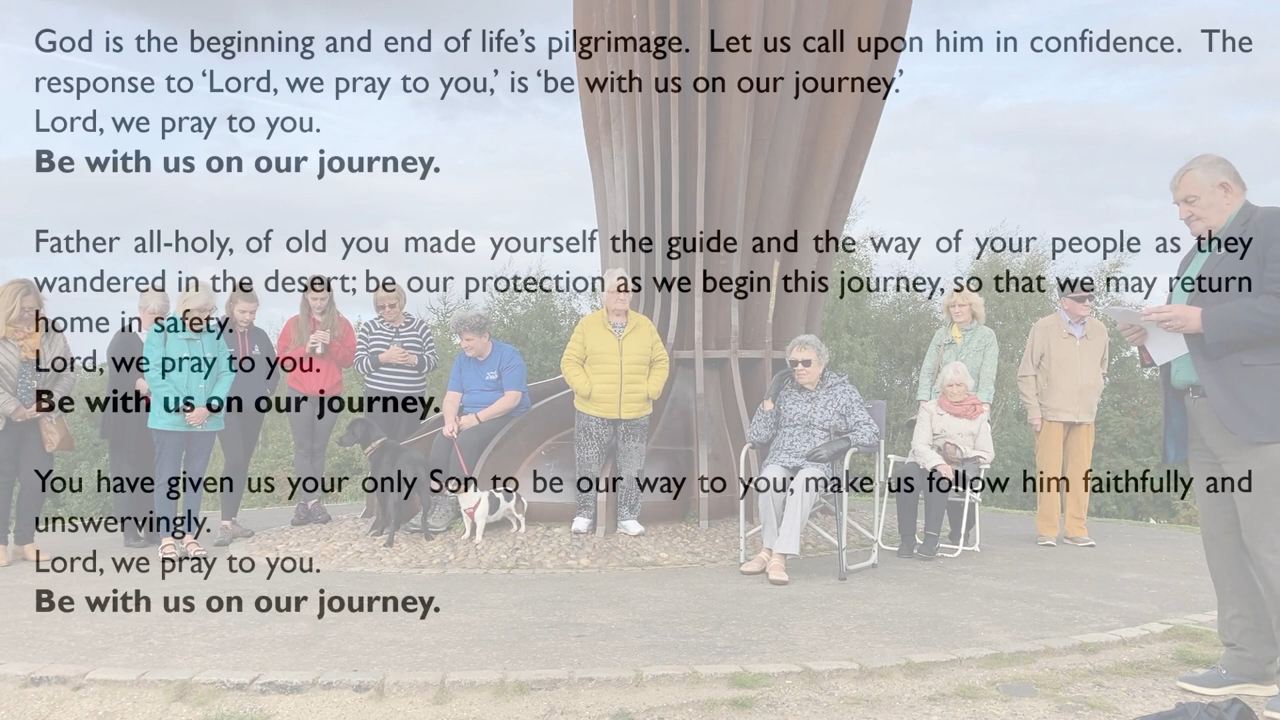 God is the beginning and end of life’s pilgrimage.  Let us call upon him in confidence.  The
response to ‘Lord, we pray to you,’ is ‘be with us on our journey.’
Lord, we pray to you.
Be with us on our journey.
Father all-holy, of old you made yourself the guide and the way of your people as they
wandered in the desert; be our protection as we begin this journey, so that we may return
home in safety.
Lord, we pray to you.
Be with us on our journey.
You have given us your only Son to be our way to you; make us follow him faithfully and
unswervingly.
Lord, we pray to you.
Be with us on our journey.